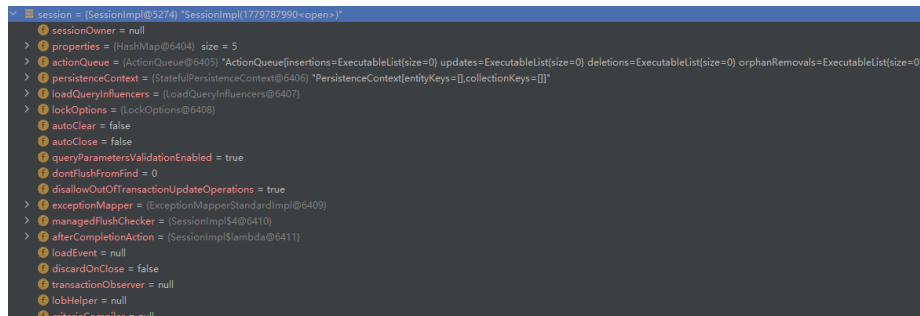 session = {SessionImpl@5274} "SessionImpl(1779787990<open>)"
sessionOwner = null
properties = {HashMap@6404} size = 5
actionQueue = {ActionQueue@6405} "ActionQueue[insertions=ExecutableList{size=0} updates=ExecutableList{size=0} deletions=ExecutableList{size=0} orphanRemovals=ExecutableList{size=0}
persistenceContext = {StatefulPersistenceContext@6406} "PersistenceContext[entityKeys=[],collectionKeys=[]]"
loadQueryInfluencers = {LoadQueryInfluencers@6407}
lockOptions = {LockOptions@6408}
autoClear = false
autoClose = false
queryParametersValidationEnabled = true
dontFlushFromFind = 0
disallowOutOfTransactionUpdateOperations = true
exceptionMapper = {ExceptionMapperStandardImpl@6409}
managedFlushChecker = {SessionImpl$4@6410}
afterCompletionAction = {SessionImpl$lambda@6411}
loadEvent = null
discardOnClose = false
transactionObserver = null
lobHelper = null
criteriaCompiler = null